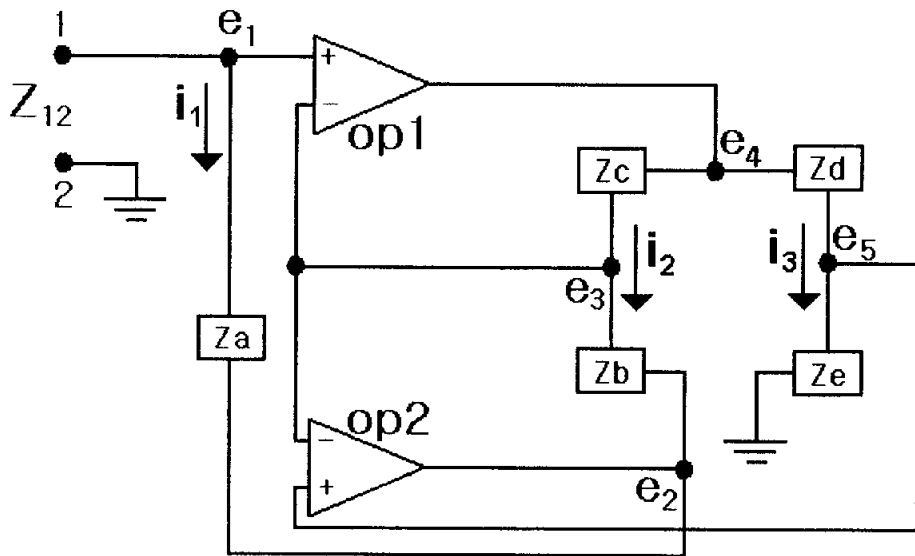 1
e₁
+
Z₁₂
i₁
−
op1
2
Zc
e₄
Zd
i₂
i₃
e₅
e₃
Za
Zb
Ze
op2
−
+
e₂